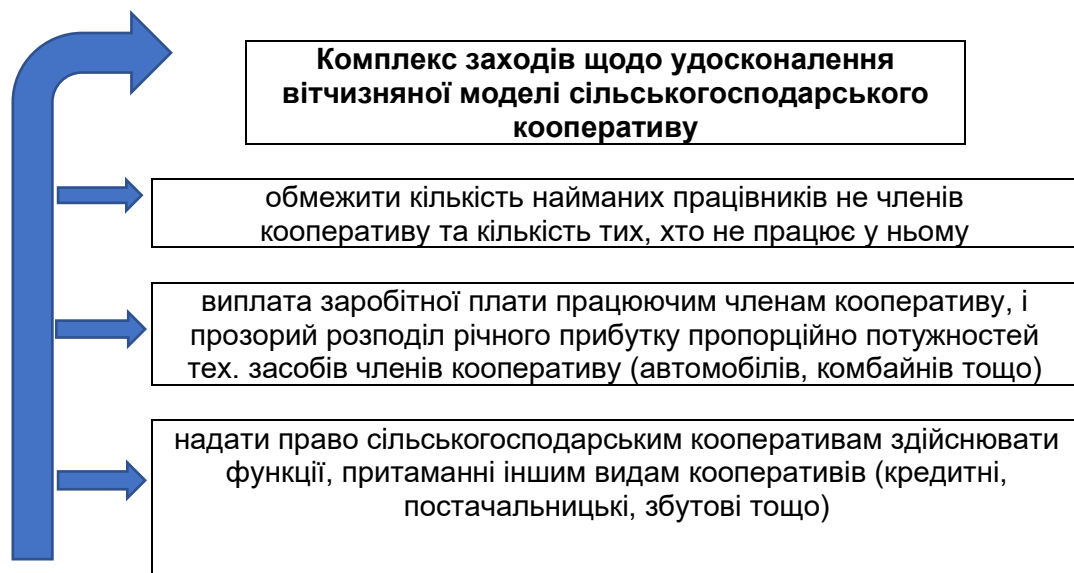 Комплекс заходів щодо удосконалення
вітчизняної моделі сільськогосподарського
кооперативу
обмежити кількість найманих працівників не членів
кооперативу та кількість тих, хто не працює у ньому
виплата заробітної плати працюючим членам кооперативу, і
прозорий розподіл річного прибутку пропорційно потужностей
тех. засобів членів кооперативу (автомобілів, комбайнів тощо)
надати право сільськогосподарським кооперативам здійснювати
функції, притаманні іншим видам кооперативів (кредитні,
постачальницькі, збутові тощо)